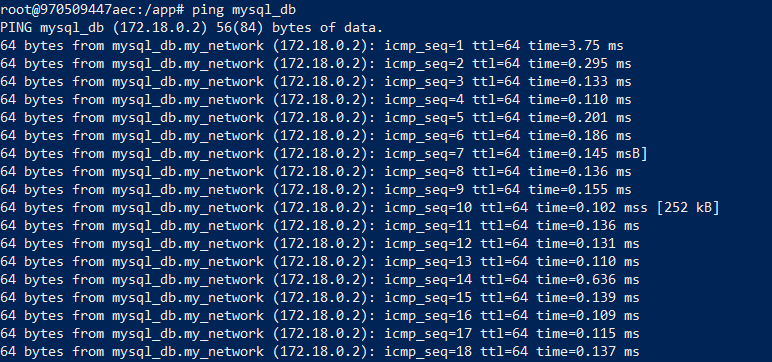 root@970509447aec:/app# ping mysql_db
PING mysql_db (172.18.0.2) 56(84) bytes of data.
64 bytes from mysql_db.my_network (172.18.0.2): icmp_seq=1 ttl=64 time=3.75 ms
64 bytes from mysql_db.my_network (172.18.0.2): icmp_seq=2 ttl=64 time=0.295 ms
64 bytes from mysql_db.my_network (172.18.0.2): icmp_seq=3 ttl=64 time=0.133 ms
64 bytes from mysql_db.my_network (172.18.0.2): icmp_seq=4 ttl=64 time=0.110 ms
64 bytes from mysql_db.my_network (172.18.0.2): icmp_seq=5 ttl=64 time=0.201 ms
64 bytes from mysql_db.my_network (172.18.0.2): icmp_seq=6 ttl=64 time=0.186 ms
64 bytes from mysql_db.my_network (172.18.0.2): icmp_seq=7 ttl=64 time=0.145 msB]
64 bytes from mysql_db.my_network (172.18.0.2): icmp_seq=8 ttl=64 time=0.136 ms
64 bytes from mysql_db.my_network (172.18.0.2): icmp_seq=9 ttl=64 time=0.155 ms
64 bytes from mysql_db.my_network (172.18.0.2): icmp_seq=10 ttl=64 time=0.102 mss [252 kB]
64 bytes from mysql_db.my_network (172.18.0.2): icmp_seq=11 ttl=64 time=0.136 ms
64 bytes from mysql_db.my_network (172.18.0.2): icmp_seq=12 ttl=64 time=0.131 ms
64 bytes from mysql_db.my_network (172.18.0.2): icmp_seq=13 ttl=64 time=0.110 ms
64 bytes from mysql_db.my_network (172.18.0.2): icmp_seq=14 ttl=64 time=0.636 ms
64 bytes from mysql_db.my_network (172.18.0.2): icmp_seq=15 ttl=64 time=0.139 ms
64 bytes from mysql_db.my_network (172.18.0.2): icmp_seq=16 ttl=64 time=0.109 ms
64 bytes from mysql_db.my_network (172.18.0.2): icmp_seq=17 ttl=64 time=0.115 ms
64 bytes from mysql_db.my_network (172.18.0.2): icmp_seq=18 ttl=64 time=0.137 ms